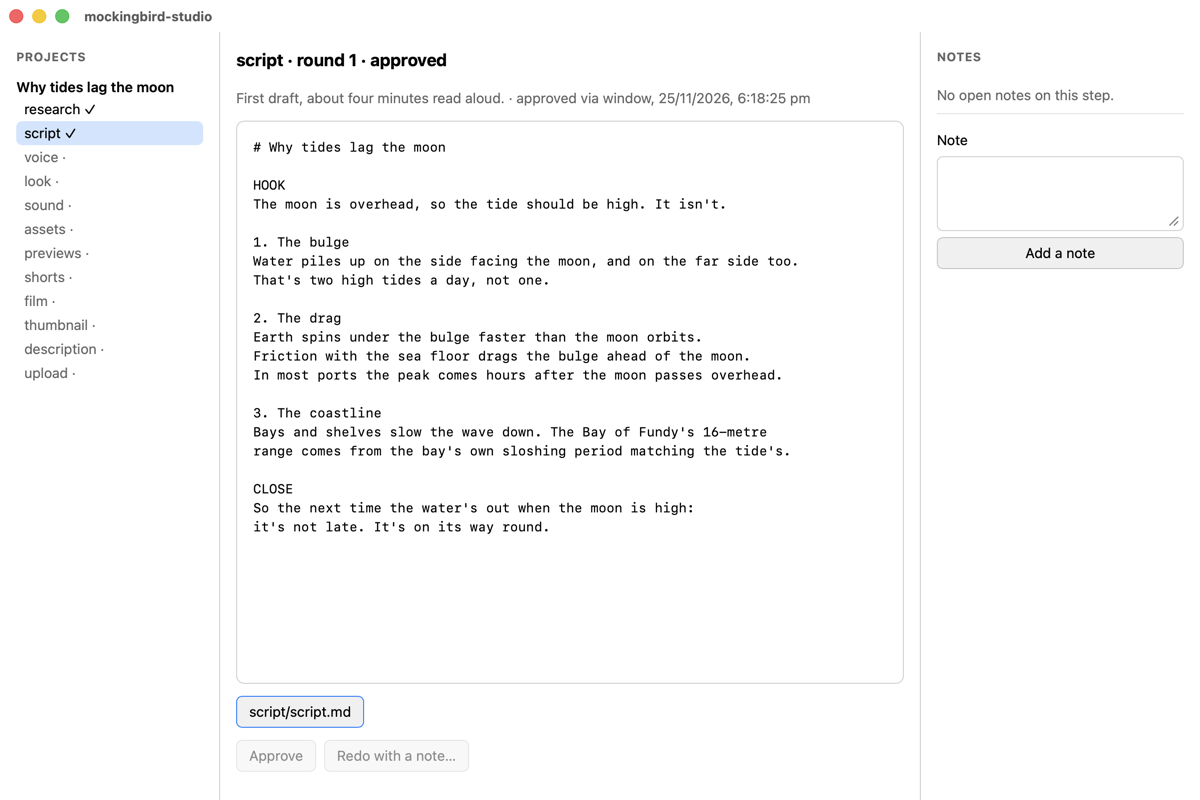 mockingbird-studio
PROJECTS
Why tides lag the moon
research ✓
script ✓
voice ·
look ·
sound ·
assets ·
previews ·
shorts ·
film ·
thumbnail ·
description ·
upload ·
script · round 1 · approved
First draft, about four minutes read aloud. · approved via window, 25/11/2026, 6:18:25 pm
# Why tides lag the moon
HOOK
The moon is overhead, so the tide should be high. It isn't.
1. The bulge
Water piles up on the side facing the moon, and on the far side too.
That's two high tides a day, not one.
2. The drag
Earth spins under the bulge faster than the moon orbits.
Friction with the sea floor drags the bulge ahead of the moon.
In most ports the peak comes hours after the moon passes overhead.
3. The coastline
Bays and shelves slow the wave down. The Bay of Fundy's 16-metre
range comes from the bay's own sloshing period matching the tide's.
CLOSE
So the next time the water's out when the moon is high:
it's not late. It's on its way round.
script/script.md
Approve
Redo with a note…
NOTES
No open notes on this step.
Note
Add a note